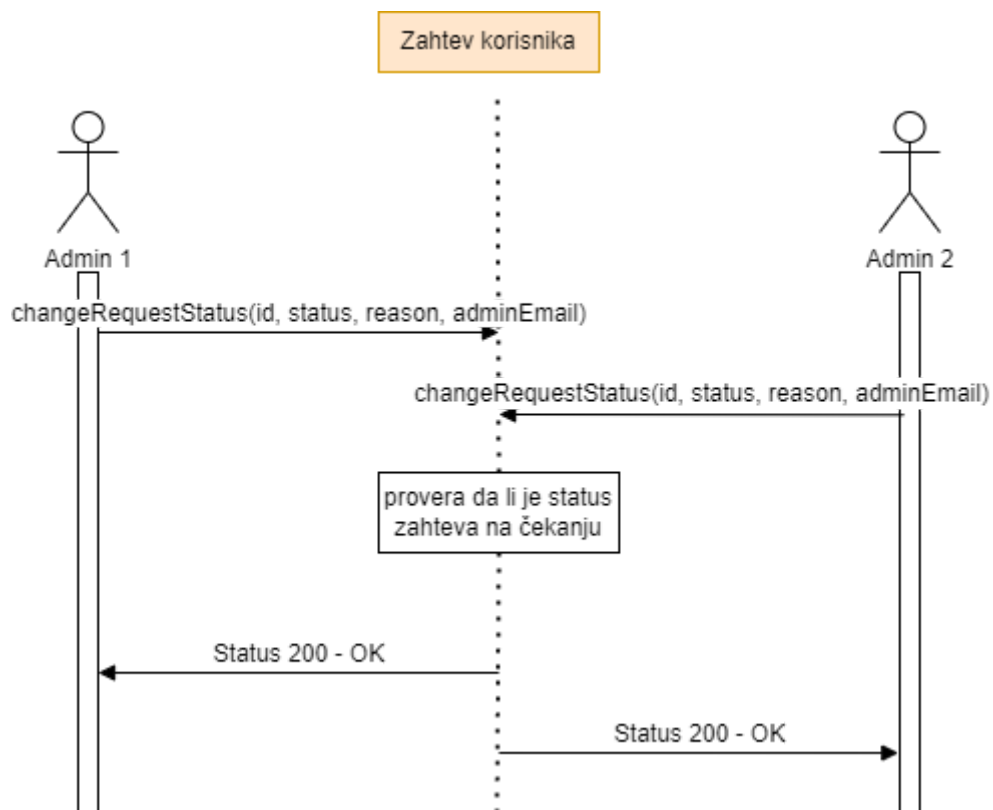 Zahtev korisnika
Admin 1
Admin 2
changeRequestStatus(id, status, reason, adminEmail)
changeRequestStatus(id, status, reason, adminEmail)
provera da li je status
zahteva na čekanju
Status 200 - OK
Status 200 - OK